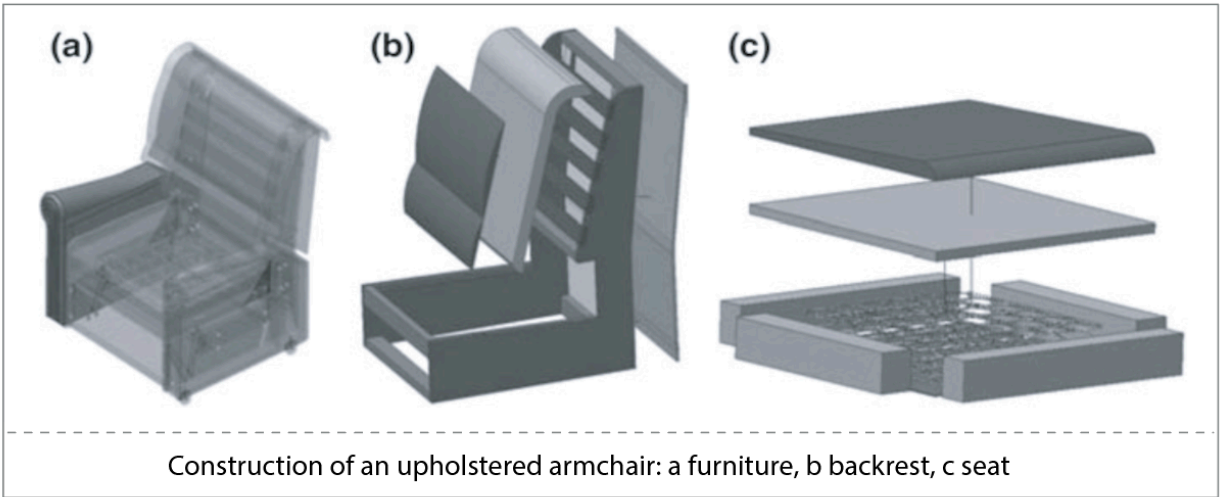 (a)
(b)
(c)
Construction of an upholstered armchair: a furniture, b backrest, c seat